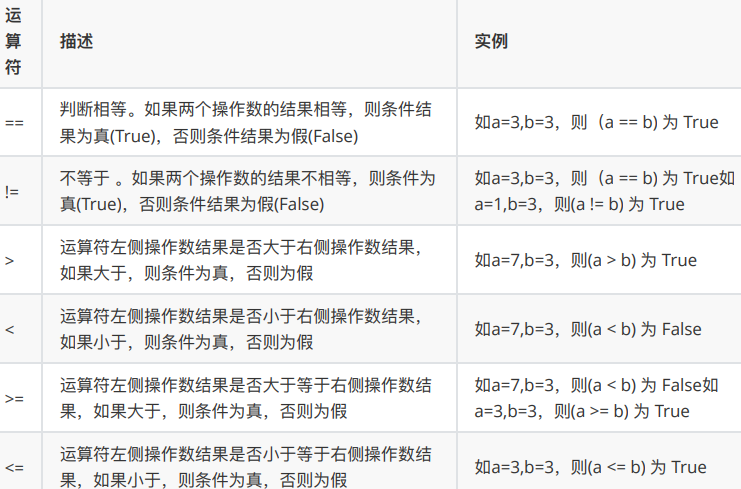 运
算
符
描述
实例
==
判断相等。如果两个操作数的结果相等，则条件结
果为真(True)，否则条件结果为假(False)
如a=3,b=3，则（a == b) 为 True
!=
不等于 。如果两个操作数的结果不相等，则条件为
真(True)，否则条件结果为假(False)
如a=3,b=3，则（a == b) 为 True如
a=1,b=3，则(a != b) 为 True
>
运算符左侧操作数结果是否大于右侧操作数结果，
如果大于，则条件为真，否则为假
如a=7,b=3，则(a > b) 为 True
<
运算符左侧操作数结果是否小于右侧操作数结果，
如果小于，则条件为真，否则为假
如a=7,b=3，则(a < b) 为 False
>=
运算符左侧操作数结果是否大于等于右侧操作数结
果，如果大于，则条件为真，否则为假
如a=7,b=3，则(a < b) 为 False如
a=3,b=3，则(a >= b) 为 True
<=
运算符左侧操作数结果是否小于等于右侧操作数结
果，如果小于，则条件为真，否则为假
如a=3,b=3，则(a <= b) 为 True